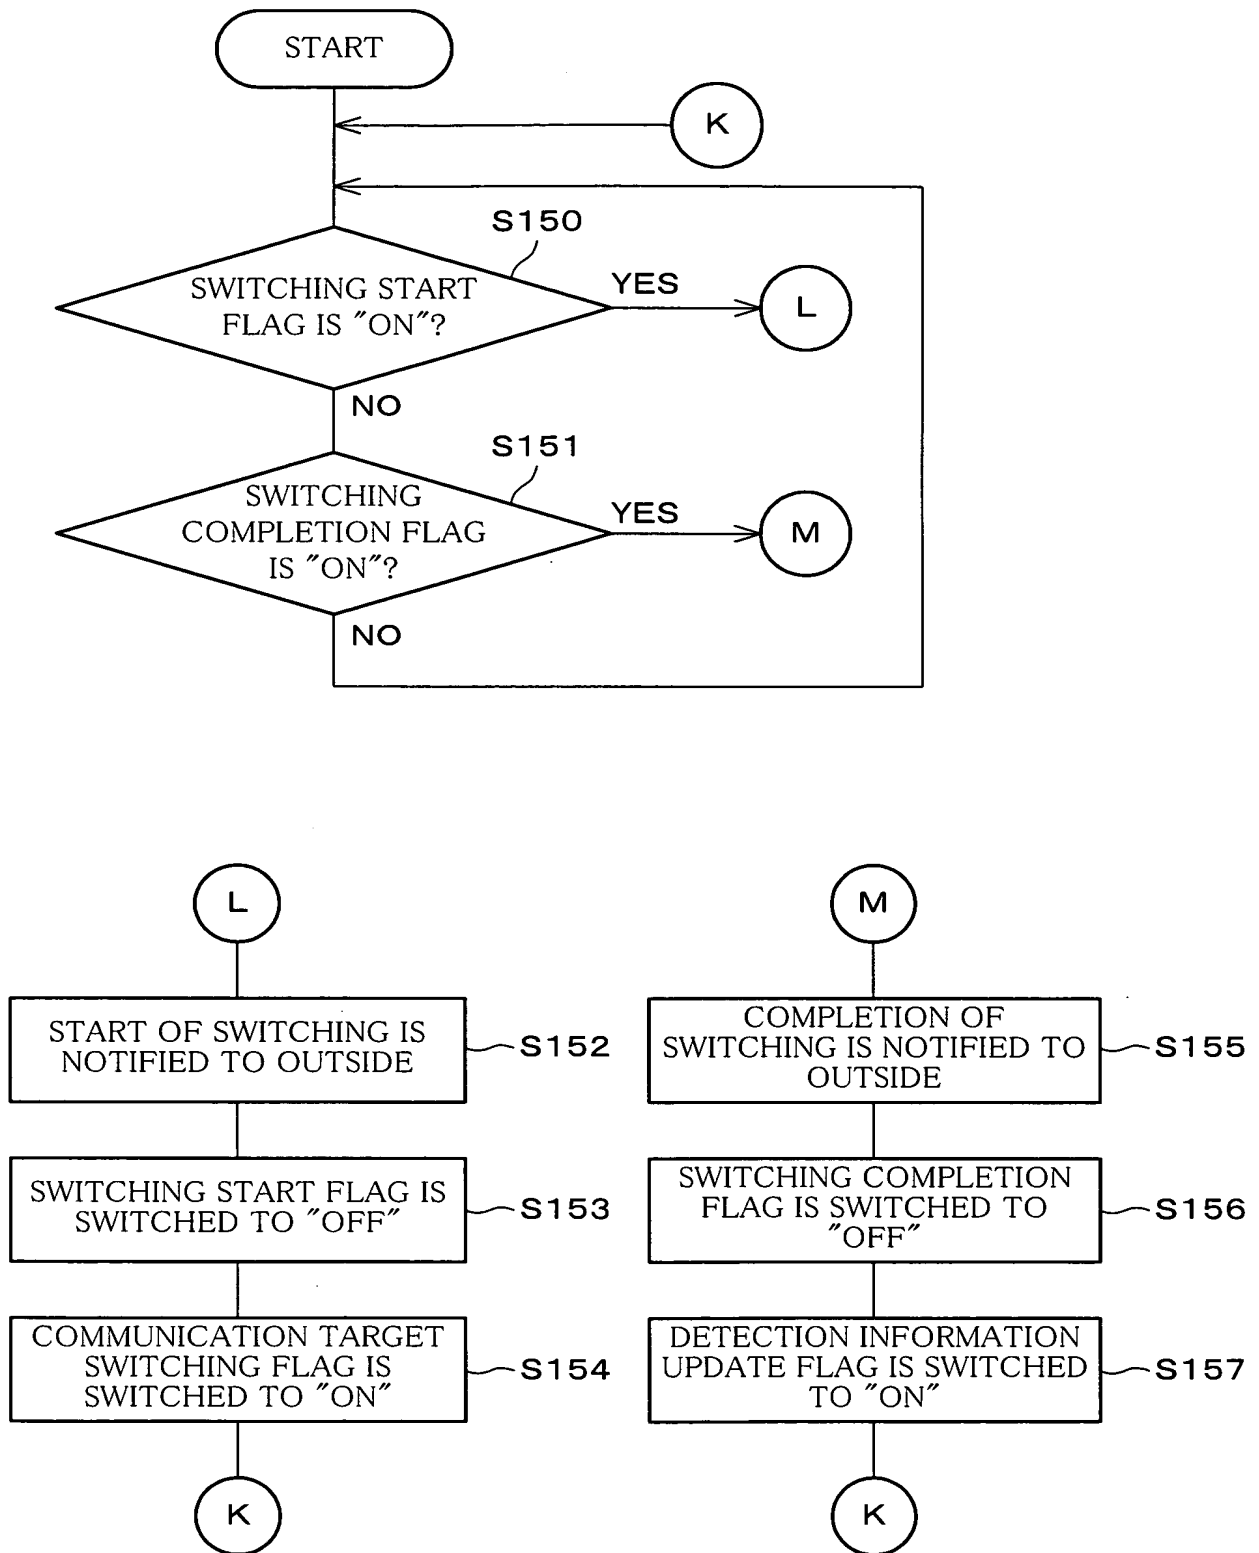 START
K
S150
SWITCHING START
FLAG IS "ON"?
YES
L
NO
S151
SWITCHING
COMPLETION FLAG
IS "ON"?
YES
M
NO
L
START OF SWITCHING IS
NOTIFIED TO OUTSIDE
S152
SWITCHING START FLAG IS
SWITCHED TO "OFF"
S153
COMMUNICATION TARGET
SWITCHING FLAG IS
SWITCHED TO "ON"
S154
K
M
COMPLETION OF
SWITCHING IS NOTIFIED TO
OUTSIDE
S155
SWITCHING COMPLETION
FLAG IS SWITCHED TO
"OFF"
S156
DETECTION INFORMATION
UPDATE FLAG IS SWITCHED
TO "ON"
S157
K